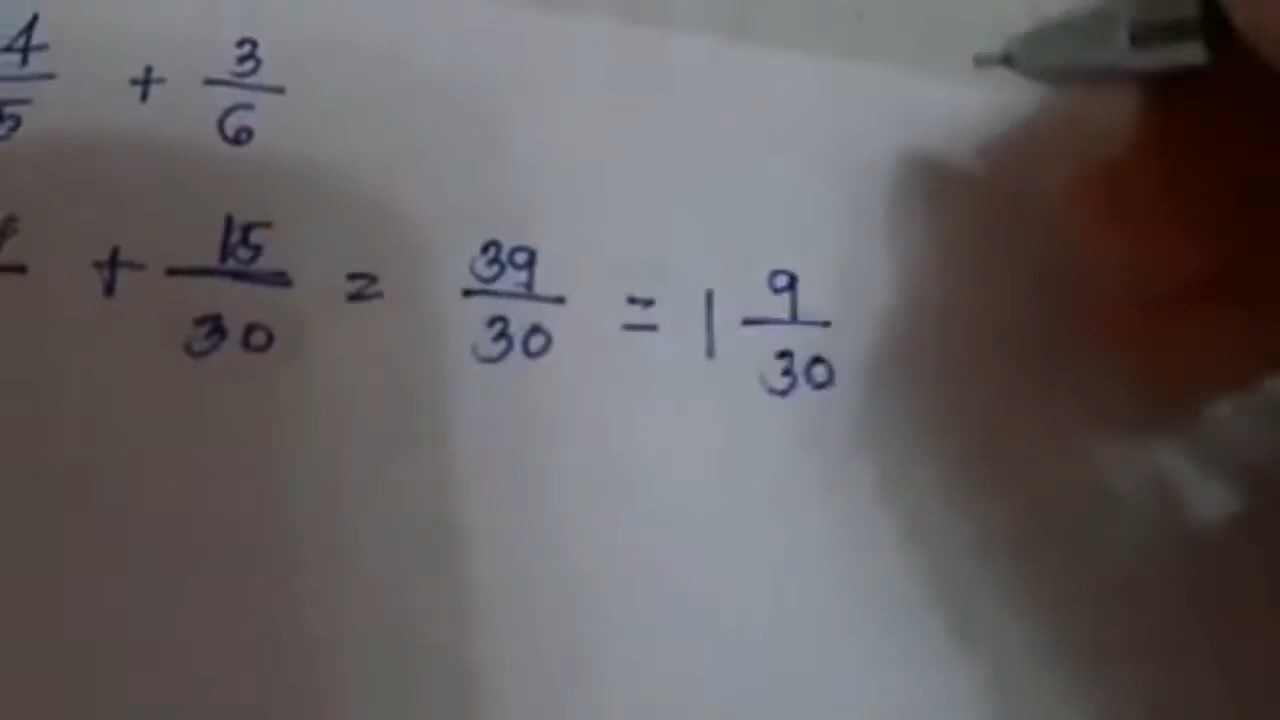 4/5 + 3/6
+ 15/30 = 39/30 = 1 9/30